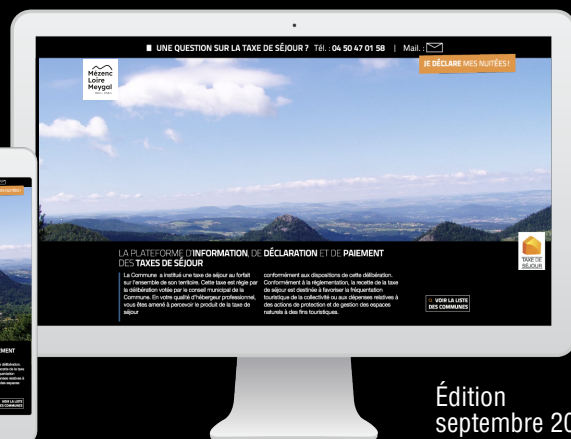 UNE QUESTION SUR LA TAXE DE SÉJOUR ? Tél. : 04 50 47 01 58 | Mail. :
JE DÉCLARE MES NUITÉES !
Mézenc
Loire
Meygal
LA PLATEFORME D'INFORMATION, DE DÉCLARATION ET DE PAIEMENT
DES TAXES DE SÉJOUR
La Commune a institué une taxe de séjour au forfait
sur l'ensemble de son territoire. Cette taxe est régie par
la délibération votée par le conseil municipal de la
Commune. En votre qualité d'hébergeur professionnel,
vous êtes amené à percevoir le produit de la taxe de
séjour
conformément aux dispositions de cette délibération.
Conformément à la réglementation, la recette de la taxe
de séjour est destinée à favoriser la fréquentation
touristique de la collectivité ou aux dépenses relatives à
des actions de protection et de gestion des espaces
naturels à des fins touristiques.
TAXE DE
SÉJOUR
VOIR LA LISTE
DES COMMUNES
Édition
septembre 20